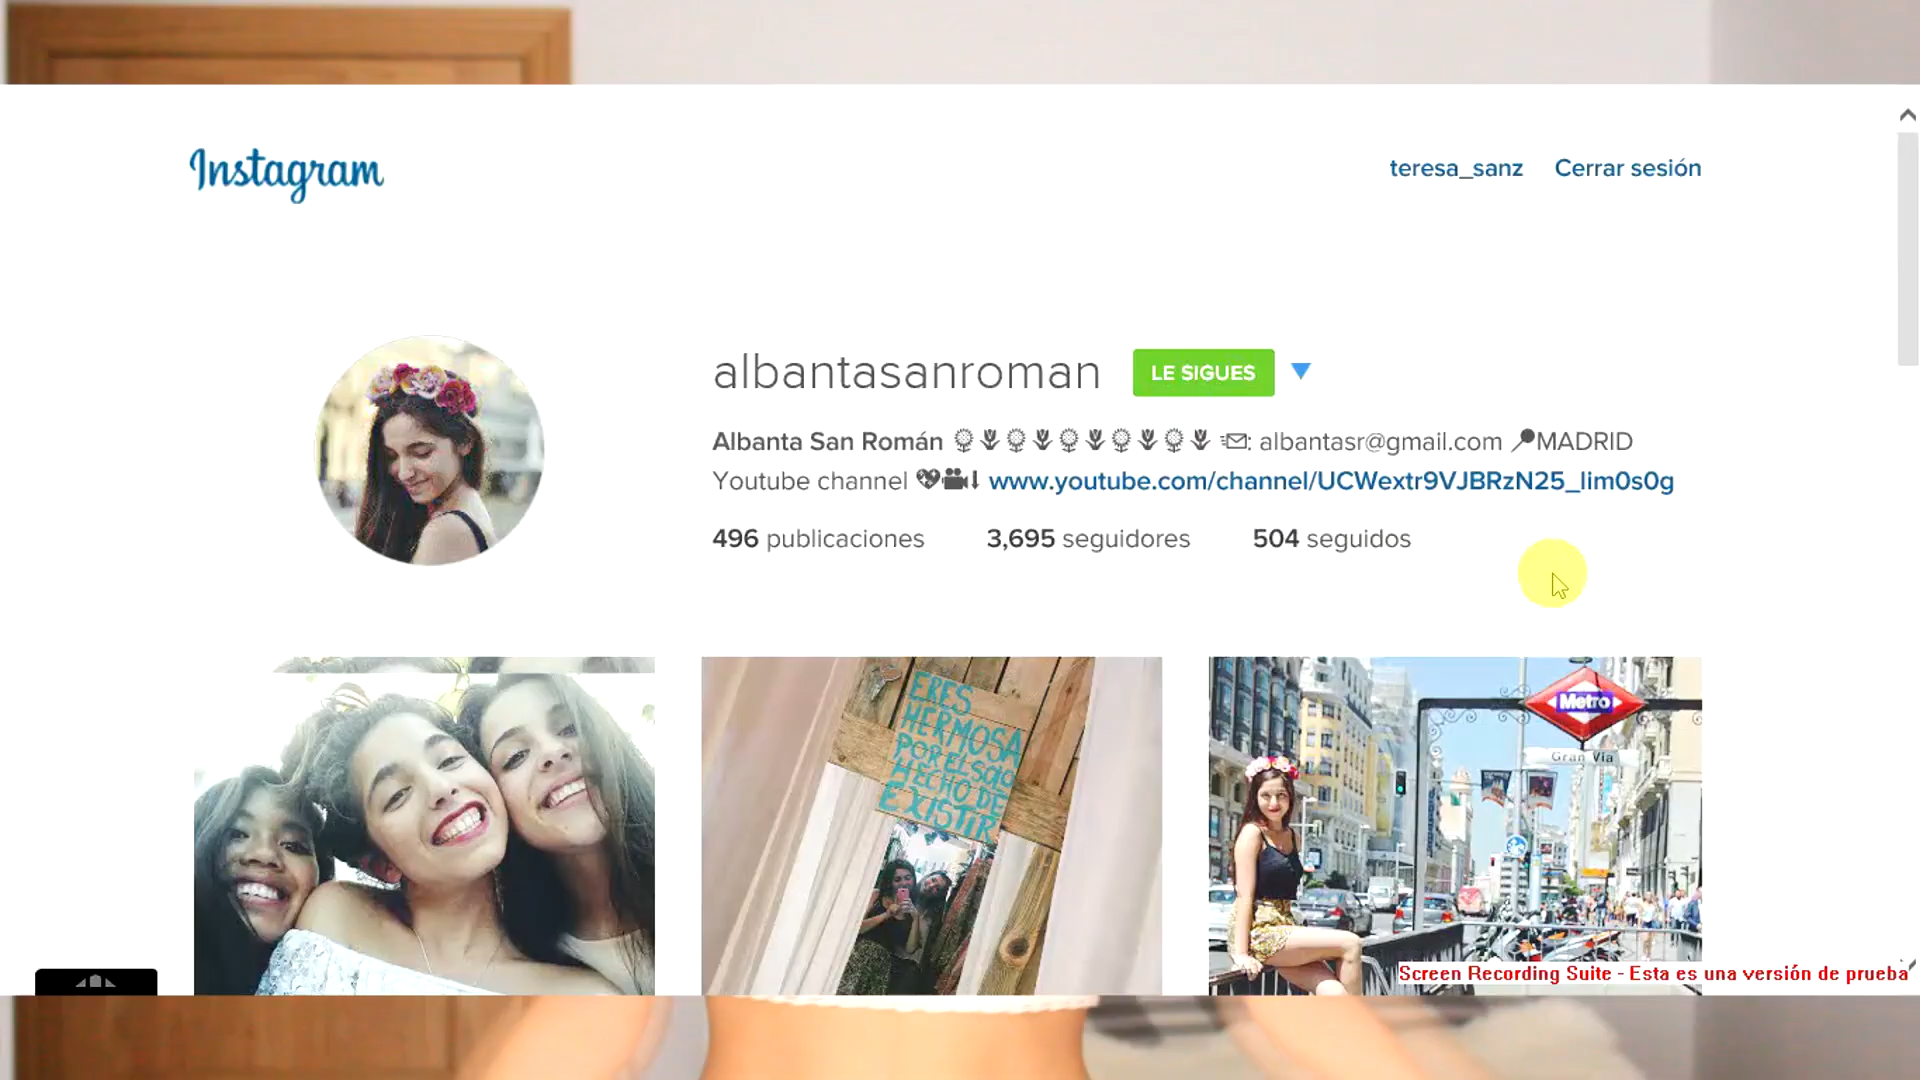 Instagram
teresa_sanz Cerrar sesión
albantasanroman LE SIGUES
Albanta San Román : albantasr@gmail.com MADRID
Youtube channel www.youtube.com/channel/UCWextr9VJBRzN25_lim0s0g
496 publicaciones 3,695 seguidores 504 seguidos
ERES
HERMOSA
POR EL SOLO
HECHO DE
EXISTIR
Metro
Gran Vía
Screen Recording Suite - Esta es una versión de prueba